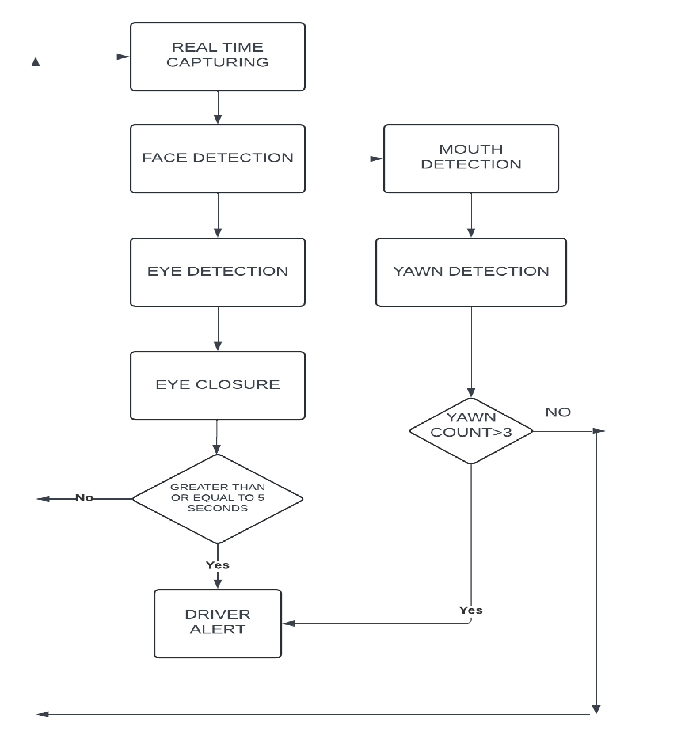 REAL TIME
CAPTURING
FACE DETECTION
MOUTH
DETECTION
EYE DETECTION
YAWN DETECTION
EYE CLOSURE
YAWN
COUNT>3
NO
GREATER THAN
OR EQUAL TO 5
SECONDS
No
Yes
DRIVER
ALERT
Yes